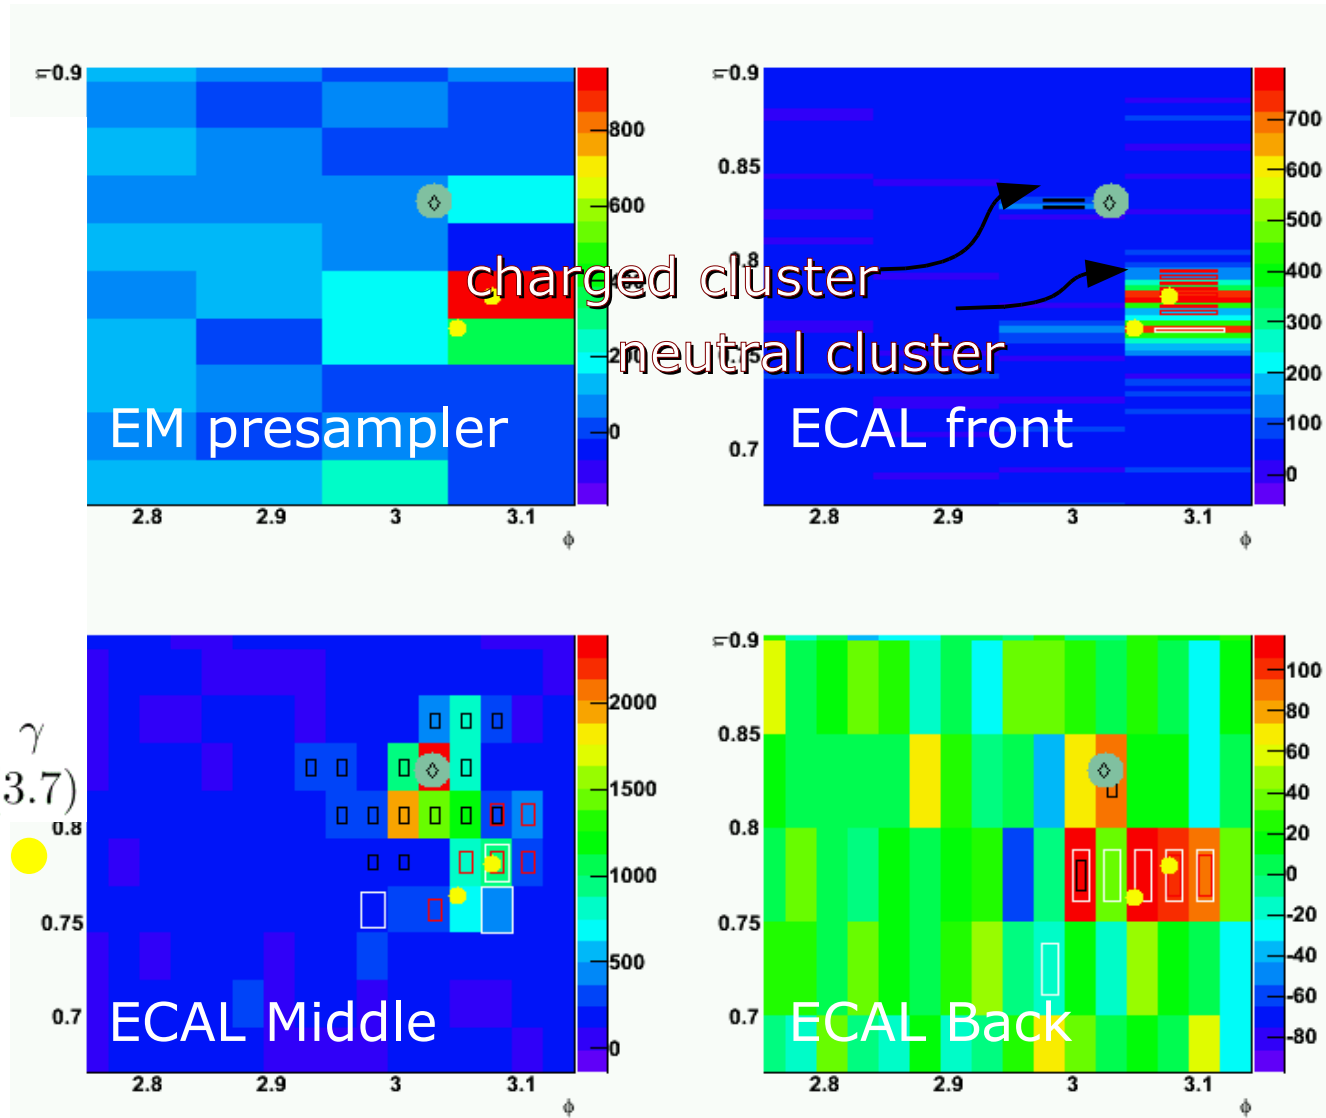 η 0.9
800
600
400
200
0
EM presampler
2.8 2.9 3 3.1
ϕ
η 0.9
0.85
0.8
0.75
0.7
700
600
500
400
300
200
100
0
charged cluster
neutral cluster
ECAL front
2.8 2.9 3 3.1
ϕ
γ
3.7)
0.8
0.75
0.7
2000
1500
1000
500
0
ECAL Middle
2.8 2.9 3 3.1
ϕ
η 0.9
0.85
0.8
0.75
0.7
100
80
60
40
20
0
-20
-40
-60
-80
ECAL Back
2.8 2.9 3 3.1
ϕ